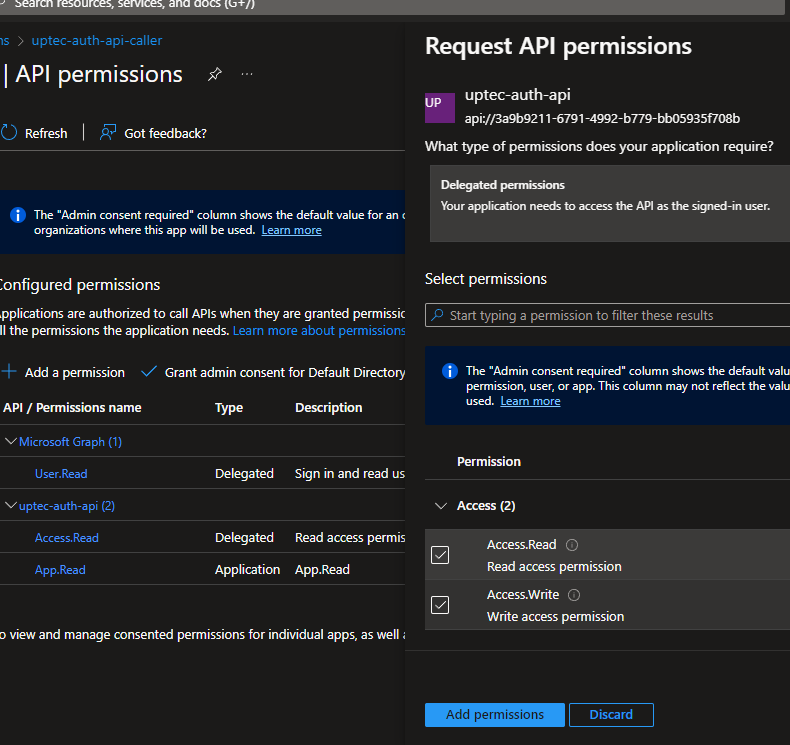 Search resources, services, and docs (G+/)
ns > uptec-auth-api-caller
| API permissions
Refresh
Got feedback?
The "Admin consent required" column shows the default value for an o
organizations where this app will be used. Learn more
Configured permissions
Applications are authorized to call APIs when they are granted permissio
ll the permissions the application needs. Learn more about permissions
Add a permission
Grant admin consent for Default Directory
API / Permissions name Type Description
Microsoft Graph (1)
User.Read Delegated Sign in and read us
uptec-auth-api (2)
Access.Read Delegated Read access permis
App.Read Application App.Read
o view and manage consented permissions for individual apps, as well a
Request API permissions
UP
uptec-auth-api
api://3a9b9211-6791-4992-b779-bb05935f708b
What type of permissions does your application require?
Delegated permissions
Your application needs to access the API as the signed-in user.
Select permissions
Start typing a permission to filter these results
The "Admin consent required" column shows the default valu
permission, user, or app. This column may not reflect the valu
used. Learn more
Permission
Access (2)
Access.Read
Read access permission
Access.Write
Write access permission
Add permissions
Discard